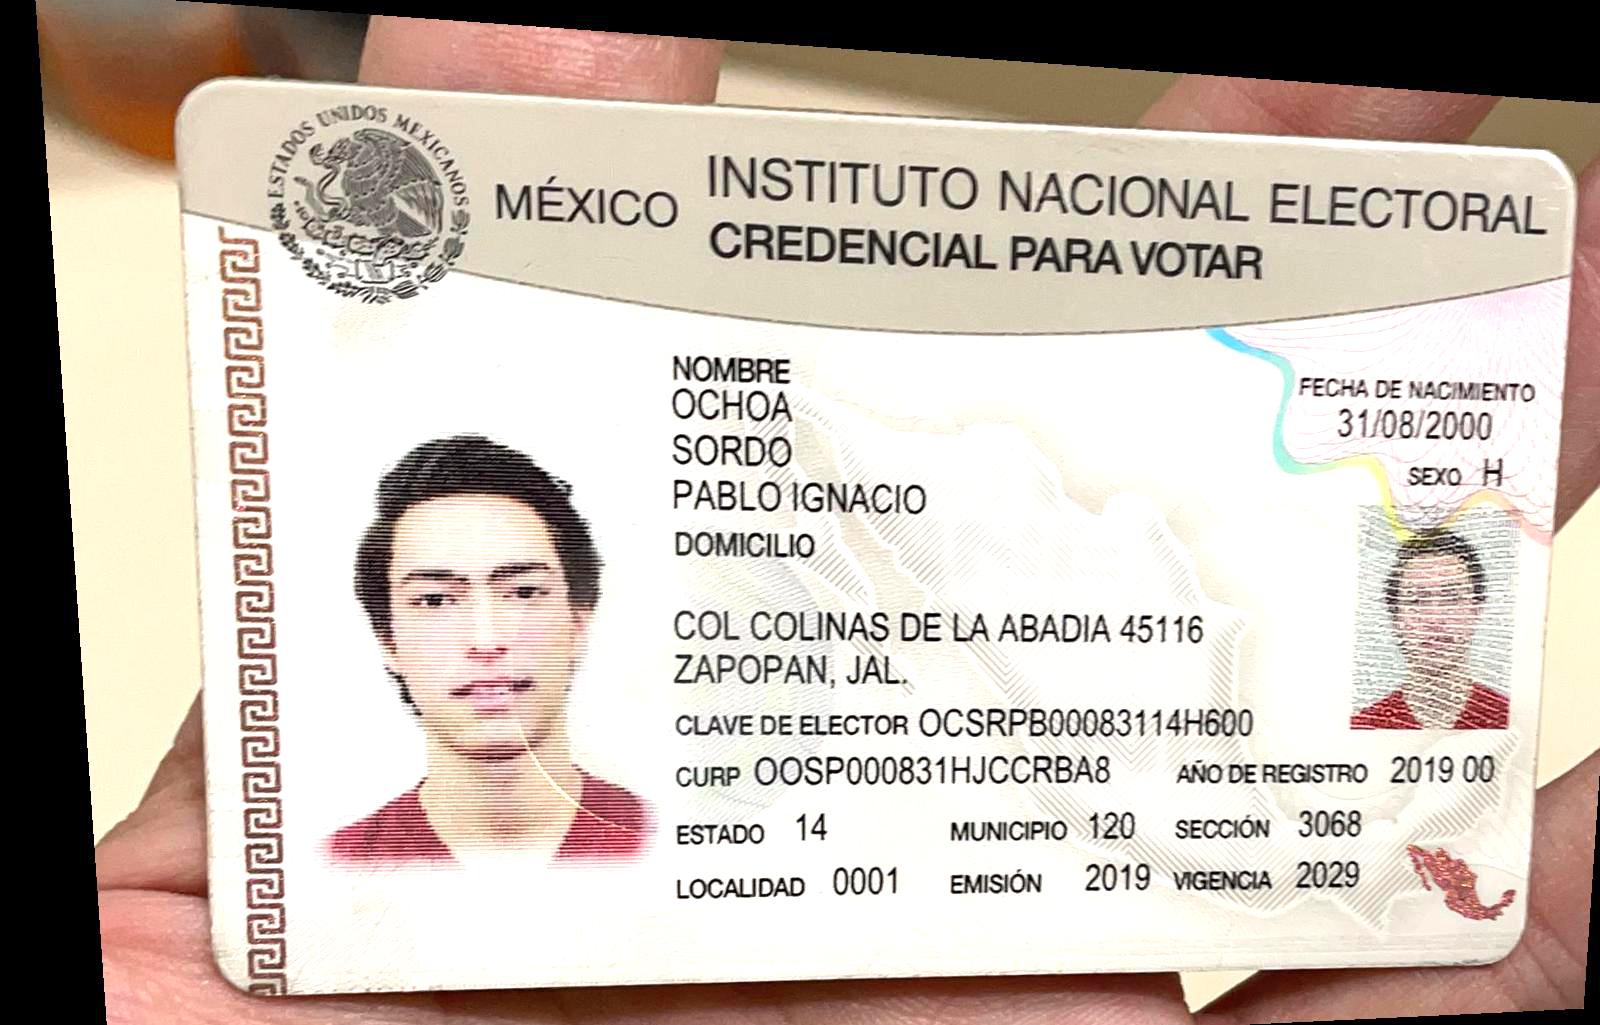 ESTADOS UNIDOS MEXICANOS
MÉXICO
INSTITUTO NACIONAL ELECTORAL
CREDENCIAL PARA VOTAR
NOMBRE
OCHOA
SORDO
PABLO IGNACIO
FECHA DE NACIMIENTO
31/08/2000
SEXO H
DOMICILIO
COL COLINAS DE LA ABADIA 45116
ZAPOPAN, JAL.
CLAVE DE ELECTOR OCSRPB00083114H600
CURP OOSP000831HJCCRBA8 AÑO DE REGISTRO 2019 00
ESTADO 14 MUNICIPIO 120 SECCIÓN 3068
LOCALIDAD 0001 EMISIÓN 2019 VIGENCIA 2029